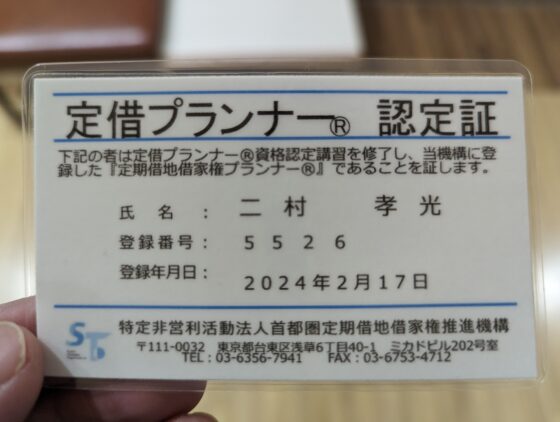 定借プランナー® 認定証
下記の者は定借プランナー®資格認定講習を修了し、当機構に登
録した『定期借地借家権プランナー®』であることを証します。
氏名： 二村 孝光
登録番号： 5526
登録年月日： 2024年2月17日
特定非営利活動法人首都圏定期借地借家権推進機構
〒111-0032 東京都台東区浅草6丁目40-1 ミカドビル202号室
TEL：03-6356-7941 FAX：03-6753-4712